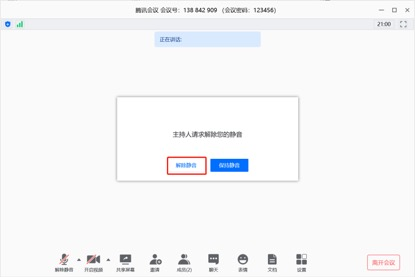 腾讯会议 会议号：138 842 909 （会议密码：123456）
21:00
正在讲话:
主持人请求解除您的静音
解除静音 保持静音
解除静音 开启视频 共享屏幕 邀请 成员(2) 聊天 表情 文档 设置 离开会议